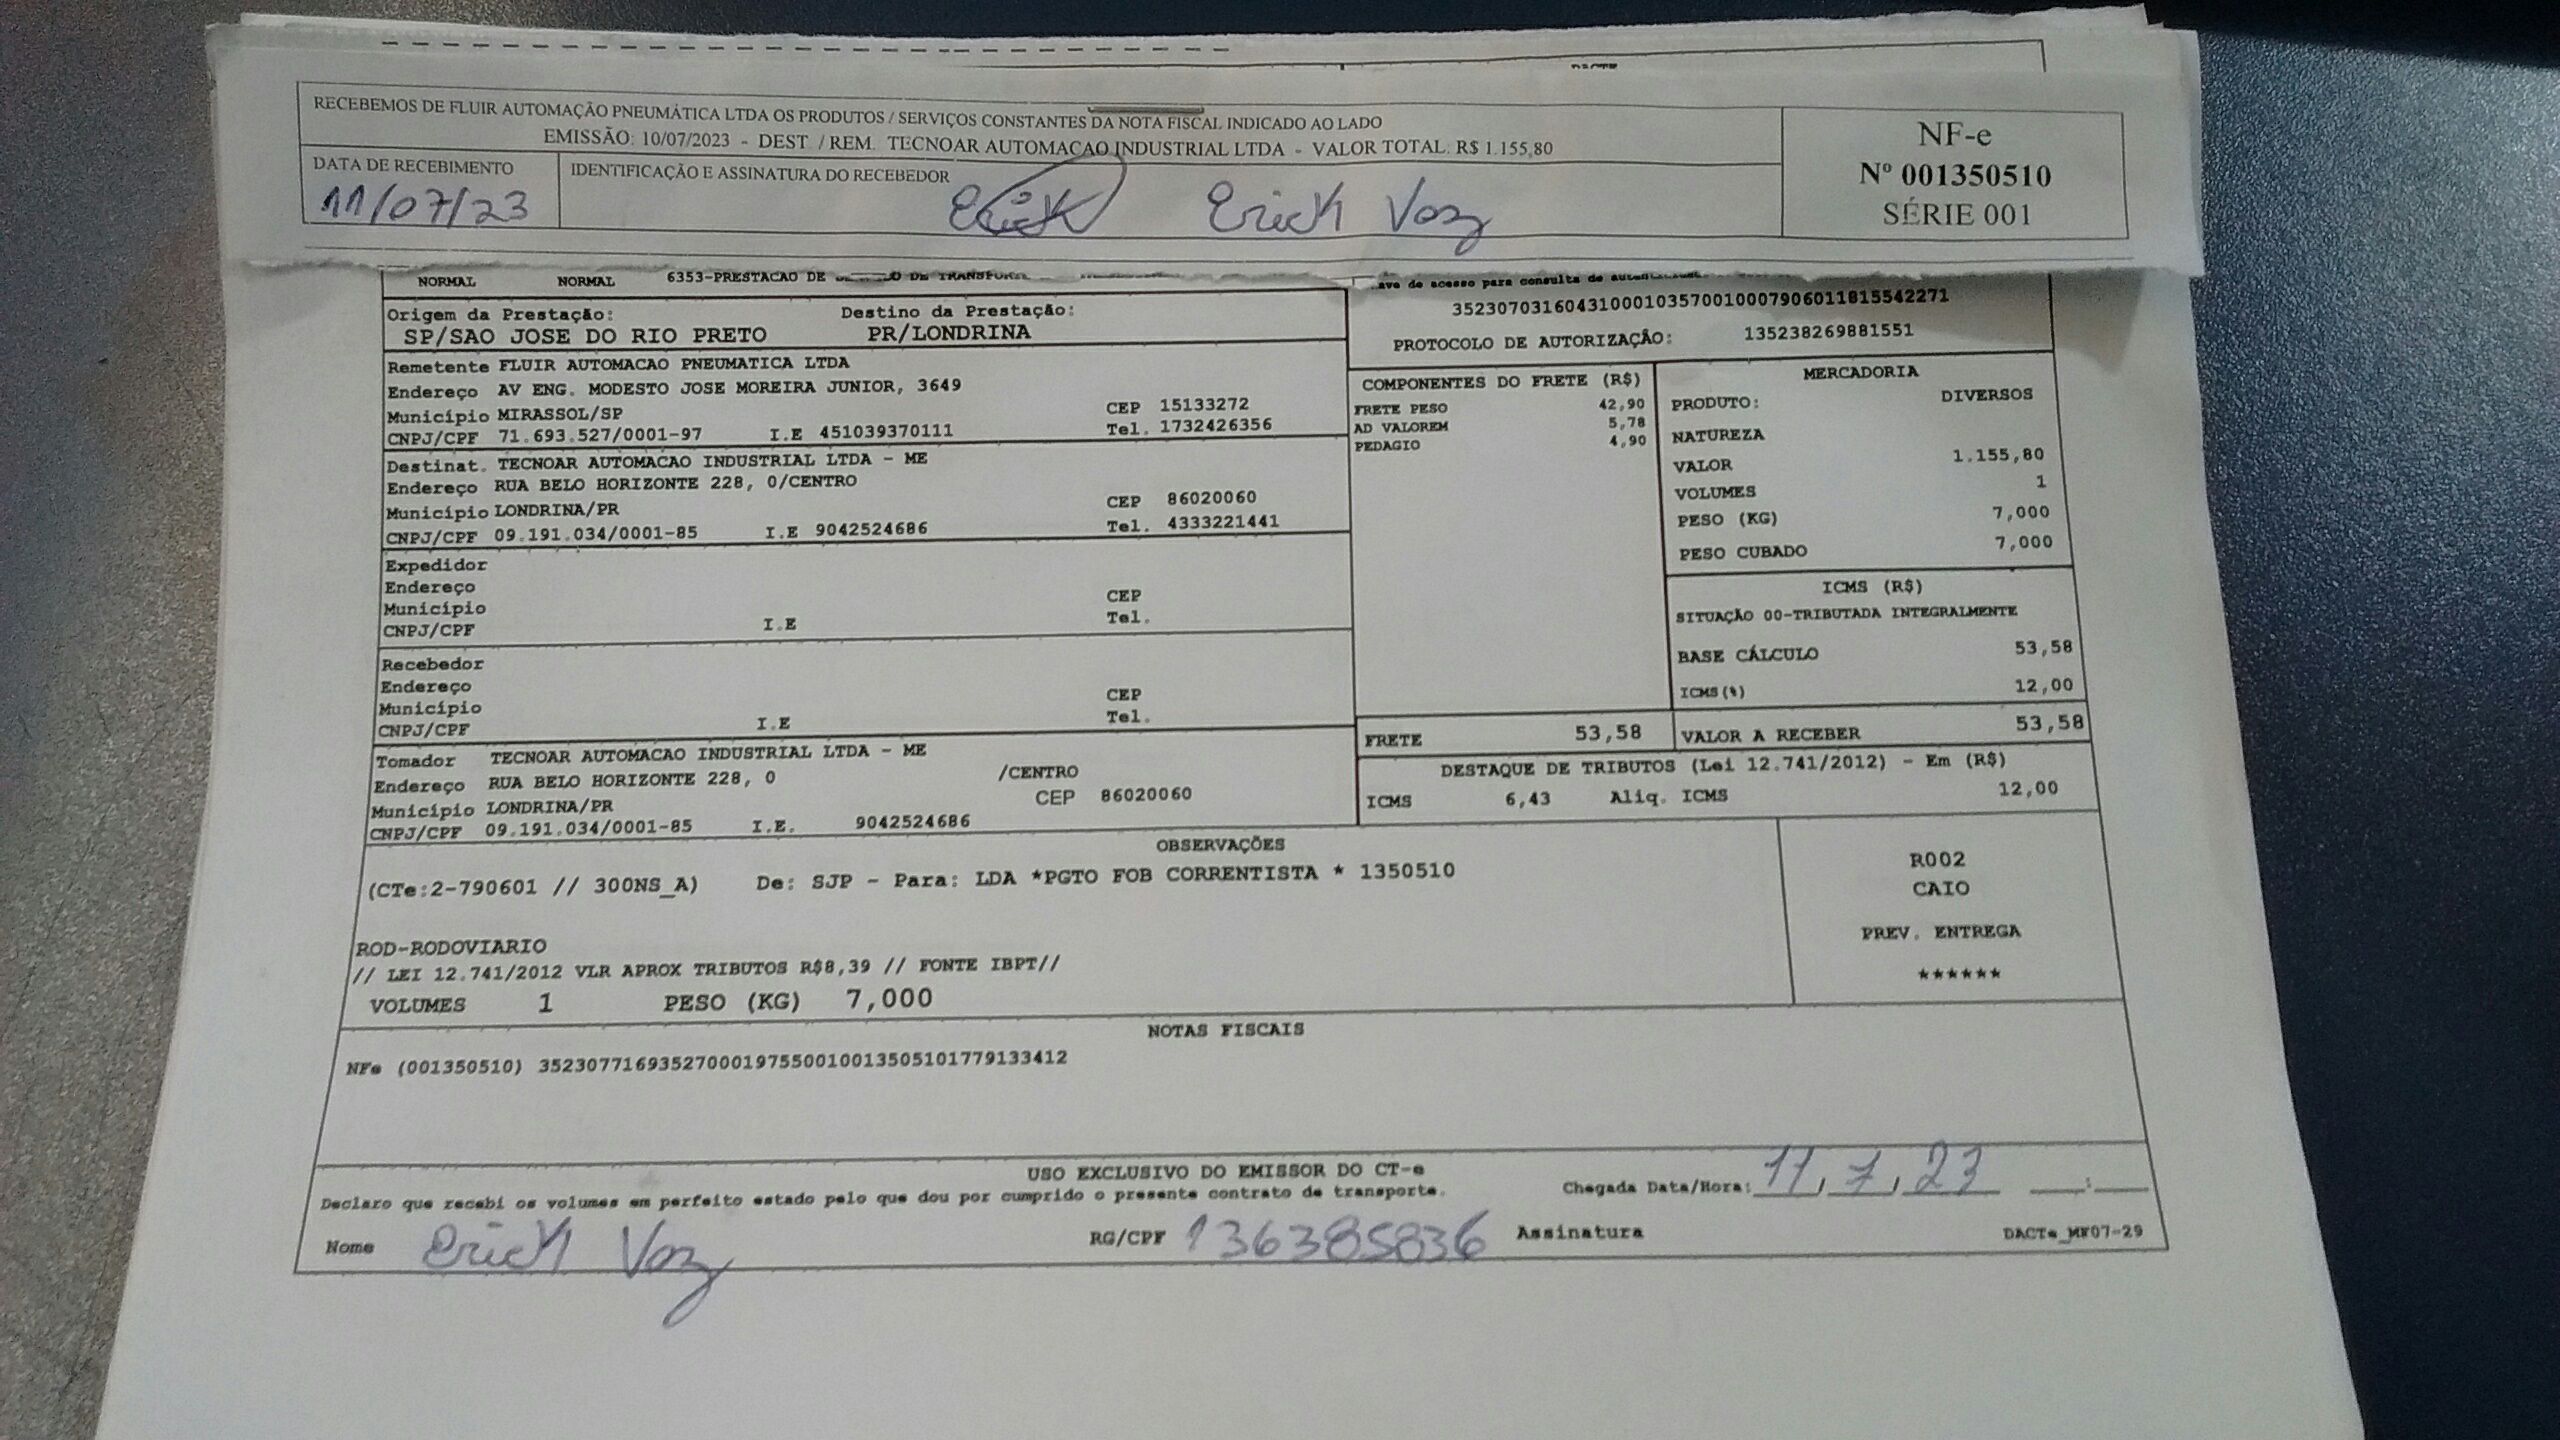 RECEBEMOS DE FLUIR AUTOMAÇÃO PNEUMÁTICA LTDA OS PRODUTOS / SERVIÇOS CONSTANTES DA NOTA FISCAL INDICADO AO LADO
EMISSÃO: 10/07/2023 - DEST. / REM. TECNOAR AUTOMACAO INDUSTRIAL LTDA - VALOR TOTAL: R$ 1.155,80
DATA DE RECEBIMENTO
11/07/23
IDENTIFICAÇÃO E ASSINATURA DO RECEBEDOR
Erick Erick Vaz
NF-e
Nº 001350510
SÉRIE 001
NORMAL NORMAL 6353-PRESTACAO DE DE
de acesso para consulta de
35230703160431000103570010007906011815542271
PROTOCOLO DE AUTORIZAÇÃO: 135238269881551
Origem da Prestação: Destino da Prestação:
SP/SAO JOSE DO RIO PRETO PR/LONDRINA
Remetente FLUIR AUTOMACAO PNEUMATICA LTDA
Endereço AV ENG. MODESTO JOSE MOREIRA JUNIOR, 3649
Município MIRASSOL/SP CEP 15133272
CNPJ/CPF 71.693.527/0001-97 I.E 451039370111 Tel. 1732426356
Destinat. TECNOAR AUTOMACAO INDUSTRIAL LTDA - ME
Endereço RUA BELO HORIZONTE 228, 0/CENTRO
Município LONDRINA/PR CEP 86020060
CNPJ/CPF 09.191.034/0001-85 I.E 9042524686 Tel. 4333221441
Expedidor
Endereço
Município CEP
CNPJ/CPF I.E Tel.
Recebedor
Endereço
Município CEP
CNPJ/CPF I.E Tel.
Tomador TECNOAR AUTOMACAO INDUSTRIAL LTDA - ME
Endereço RUA BELO HORIZONTE 228, 0 /CENTRO
Município LONDRINA/PR CEP 86020060
CNPJ/CPF 09.191.034/0001-85 I.E. 9042524686
COMPONENTES DO FRETE (R$)
FRETE PESO 42,90
AD VALOREM 5,78
PEDAGIO 4,90
MERCADORIA
PRODUTO: DIVERSOS
NATUREZA
VALOR 1.155,80
VOLUMES 1
PESO (KG) 7,000
PESO CUBADO 7,000
ICMS (R$)
SITUAÇÃO 00-TRIBUTADA INTEGRALMENTE
BASE CÁLCULO 53,58
ICMS(%) 12,00
FRETE 53,58 VALOR A RECEBER 53,58
DESTAQUE DE TRIBUTOS (Lei 12.741/2012) - Em (R$)
ICMS 6,43 Aliq. ICMS 12,00
OBSERVAÇÕES
(CTe:2-790601 // 300NS_A) De: SJP - Para: LDA *PGTO FOB CORRENTISTA * 1350510
ROD-RODOVIARIO
// LEI 12.741/2012 VLR APROX TRIBUTOS R$8,39 // FONTE IBPT//
VOLUMES 1 PESO (KG) 7,000
R002
CAIO
PREV. ENTREGA
******
NOTAS FISCAIS
NFe (001350510) 35230771693527000197550010013505101779133412
USO EXCLUSIVO DO EMISSOR DO CT-e
Declaro que recebi os volumes em perfeito estado pelo que dou por cumprido o presente contrato de transporte.
Chegada Data/Hora: 11,7,23 __:__
Nome Erick Vaz RG/CPF 136385836 Assinatura
DACTe_MF07-29